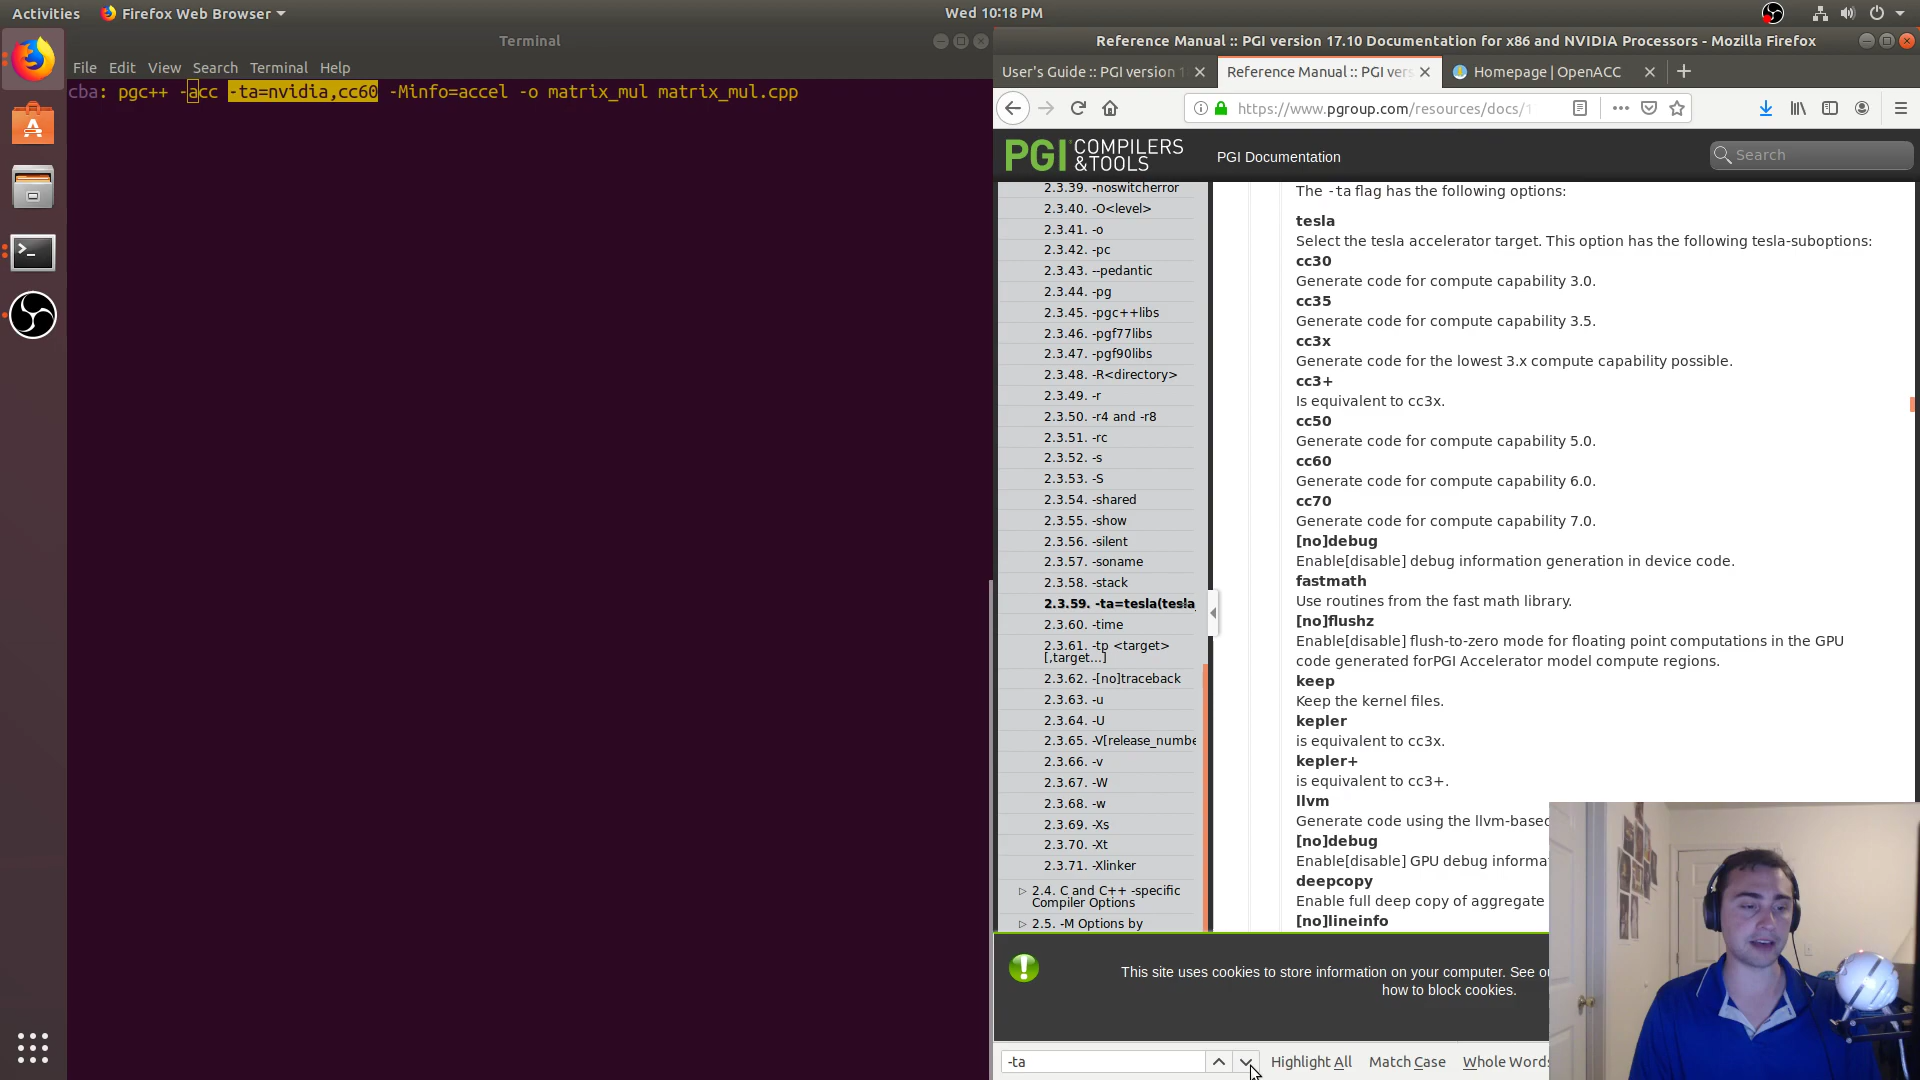 Activities
Firefox Web Browser
Wed 10:18 PM
Terminal
File Edit View Search Terminal Help
cba: pgc++ -acc -ta=nvidia,cc60 -Minfo=accel -o matrix_mul matrix_mul.cpp
Reference Manual :: PGI version 17.10 Documentation for x86 and NVIDIA Processors - Mozilla Firefox
User's Guide :: PGI version 1
Reference Manual :: PGI vers
Homepage | OpenACC
https://www.pgroup.com/resources/docs/1
PGI COMPILERS & TOOLS
PGI Documentation
Search
2.3.39. -noswitcherror
2.3.40. -O<level>
2.3.41. -o
2.3.42. -pc
2.3.43. --pedantic
2.3.44. -pg
2.3.45. -pgc++libs
2.3.46. -pgf77libs
2.3.47. -pgf90libs
2.3.48. -R<directory>
2.3.49. -r
2.3.50. -r4 and -r8
2.3.51. -rc
2.3.52. -s
2.3.53. -S
2.3.54. -shared
2.3.55. -show
2.3.56. -silent
2.3.57. -soname
2.3.58. -stack
2.3.59. -ta=tesla(tesla_
2.3.60. -time
2.3.61. -tp <target>
[,target...]
2.3.62. -[no]traceback
2.3.63. -u
2.3.64. -U
2.3.65. -V[release_numbe
2.3.66. -v
2.3.67. -W
2.3.68. -w
2.3.69. -Xs
2.3.70. -Xt
2.3.71. -Xlinker
2.4. C and C++ -specific
Compiler Options
2.5. -M Options by
The -ta flag has the following options:
tesla
Select the tesla accelerator target. This option has the following tesla-suboptions:
cc30
Generate code for compute capability 3.0.
cc35
Generate code for compute capability 3.5.
cc3x
Generate code for the lowest 3.x compute capability possible.
cc3+
Is equivalent to cc3x.
cc50
Generate code for compute capability 5.0.
cc60
Generate code for compute capability 6.0.
cc70
Generate code for compute capability 7.0.
[no]debug
Enable[disable] debug information generation in device code.
fastmath
Use routines from the fast math library.
[no]flushz
Enable[disable] flush-to-zero mode for floating point computations in the GPU
code generated forPGI Accelerator model compute regions.
keep
Keep the kernel files.
kepler
is equivalent to cc3x.
kepler+
is equivalent to cc3+.
llvm
Generate code using the llvm-based
[no]debug
Enable[disable] GPU debug informa
deepcopy
Enable full deep copy of aggregate
[no]lineinfo
This site uses cookies to store information on your computer. See o
how to block cookies.
-ta
Highlight All Match Case Whole Words